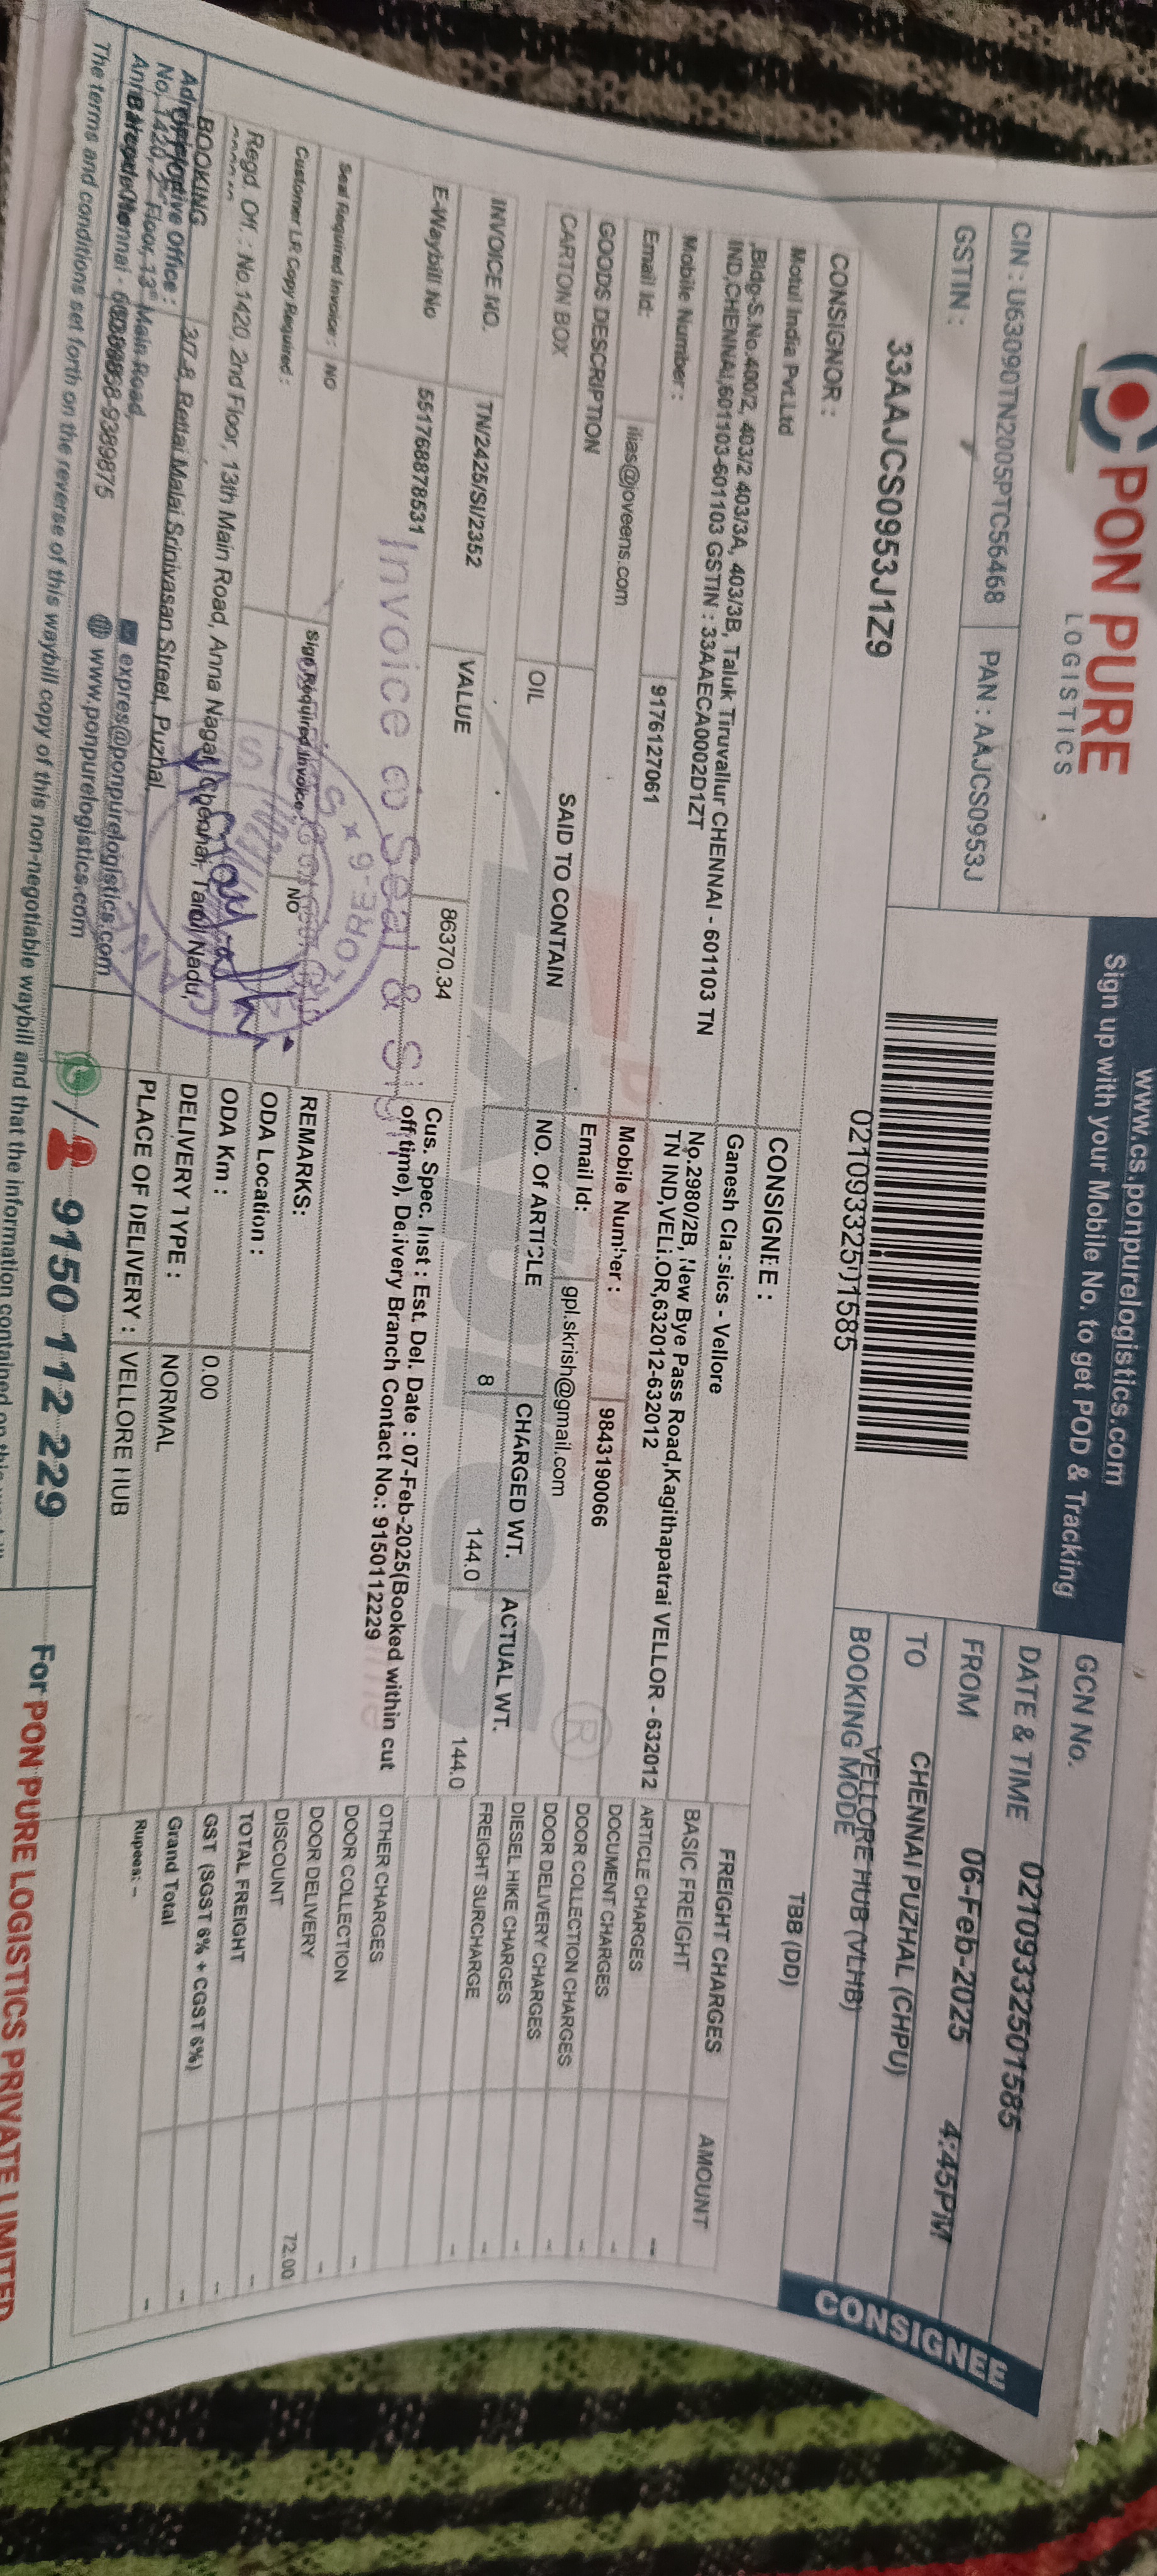 PON PURE
LOGISTICS
www.cs.ponpurelogistics.com
Sign up with your Mobile No. to get POD & Tracking
CIN : U63090TN2005PTC56468
PAN : AAJCS0953J
GSTIN :
33AAJCS0953J1Z9
02109332501585
GCN No.
02109332501585
DATE & TIME
06-Feb-2025
4:45PM
FROM
CHENNAI PUZHAL (CHPU)
TO
VELLORE HUB (VLHB)
BOOKING MODE
TBB (DD)
CONSIGNEE
CONSIGNOR :
Motul India Pvt.Ltd
,Bldg-S.No.400/2, 403/2 403/3A, 403/3B, Taluk Tiruvallur CHENNAI - 601103 TN
IND,CHENNAI,601103-601103 GSTIN : 33AAECA0002D1ZT
Mobile Number :
9176127061
Email Id:
ilias@joveens.com
CONSIGNEE :
Ganesh Classics - Vellore
No.2980/2B, New Bye Pass Road,Kagithapatrai VELLOR - 632012
TN IND,VELLOR,632012-632012
Mobile Number :
9843190066
Email Id:
gpl.skrish@gmail.com
GOODS DESCRIPTION
SAID TO CONTAIN
NO. Of ARTICLE
CHARGED WT.
ACTUAL WT.
CARTON BOX
OIL
8
144.0
144.0
INVOICE NO.
TN/2425/SI/2352
VALUE
86370.34
E-Waybill No
551768878531
Cus. Spec. Inst : Est. Del. Date : 07-Feb-2025(Booked within cut
off time), Delivery Branch Contact No.: 9150112229
Invoice @ Seal & Sign
Seal Required Invoice :
NO
Sign Required Invoice :
NO
Customer LR Copy Required :
REMARKS:
ODA Location :
ODA Km :
0.00
DELIVERY TYPE :
NORMAL
PLACE OF DELIVERY :
VELLORE HUB
FREIGHT CHARGES
AMOUNT
BASIC FREIGHT
--
ARTICLE CHARGES
-
DOCUMENT CHARGES
-
DOOR COLLECTION CHARGES
-
DOOR DELIVERY CHARGES
-
DIESEL HIKE CHARGES
-
FREIGHT SURCHARGE
-
OTHER CHARGES
DOOR COLLECTION
-
DOOR DELIVERY
-
DISCOUNT
72.00
TOTAL FREIGHT
-
GST (SGST 6% + CGST 6%)
-
Grand Total
-
Rupees: --
-
Regd. Off. : No.1420, 2nd Floor, 13th Main Road, Anna Nagar, Chennai, Tamil Nadu,
BOOKING
Administrative Office :
37-8, Rettai Malai Srinivasan Street, Puzhal,
No. 1420, 2nd Floor, 13th Main Road,
expres@ponpurelogistics.com
www.ponpurelogistics.com
9150 112 229
The terms and conditions set forth on the reverse of this waybill copy of this non-negotiable waybill and that the information contained on this
For PON PURE LOGISTICS PRIVATE LIMITED